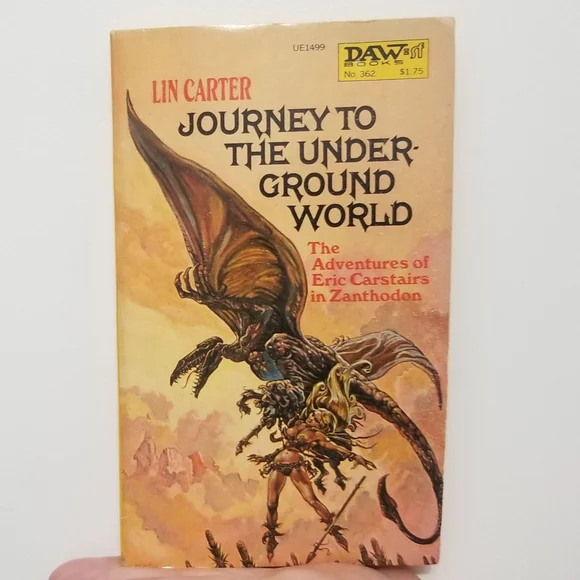 UE1499
DAW=sf
BOOKS
No. 362 $1.75
LIN CARTER
JOURNEY TO
THE UNDER-
GROUND
WORLD
The
Adventures of
Eric Carstairs
in Zanthodon